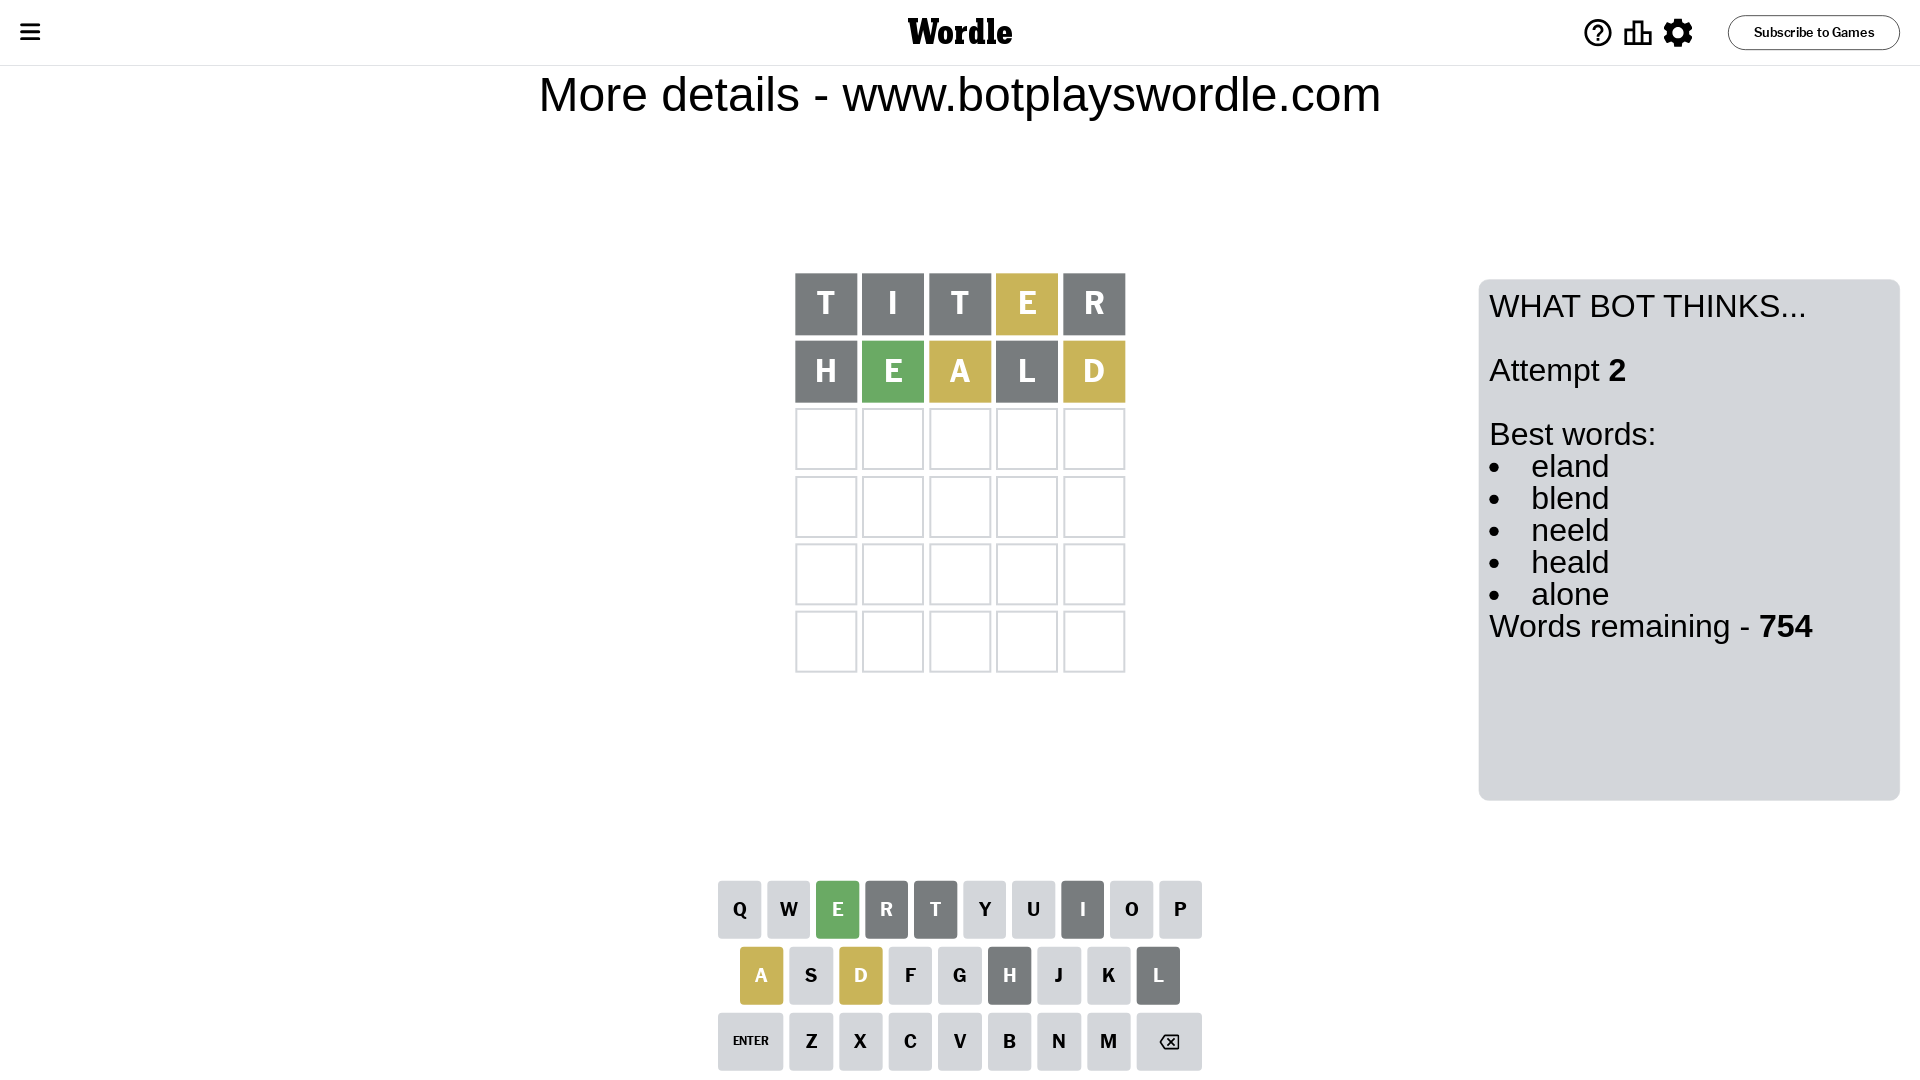 Wordle
Subscribe to Games
More details - www.botplayswordle.com
T I T E R
H E A L D
WHAT BOT THINKS...
Attempt 2
Best words:
• eland
• blend
• neeld
• heald
• alone
Words remaining - 754
Q W E R T Y U I O P
A S D F G H J K L
ENTER Z X C V B N M